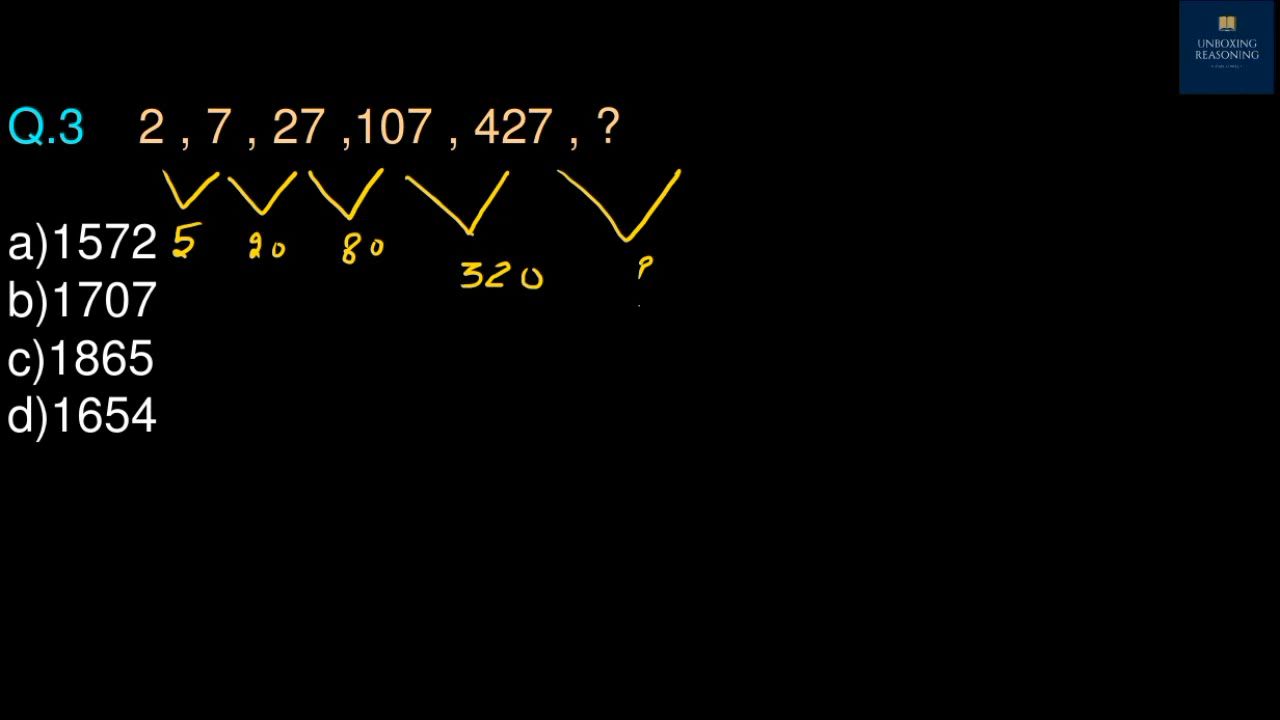 UNBOXING
REASONING
Q.3 2 , 7 , 27 ,107 , 427 , ?
a)1572 5 20 80
320 ?
b)1707
c)1865
d)1654